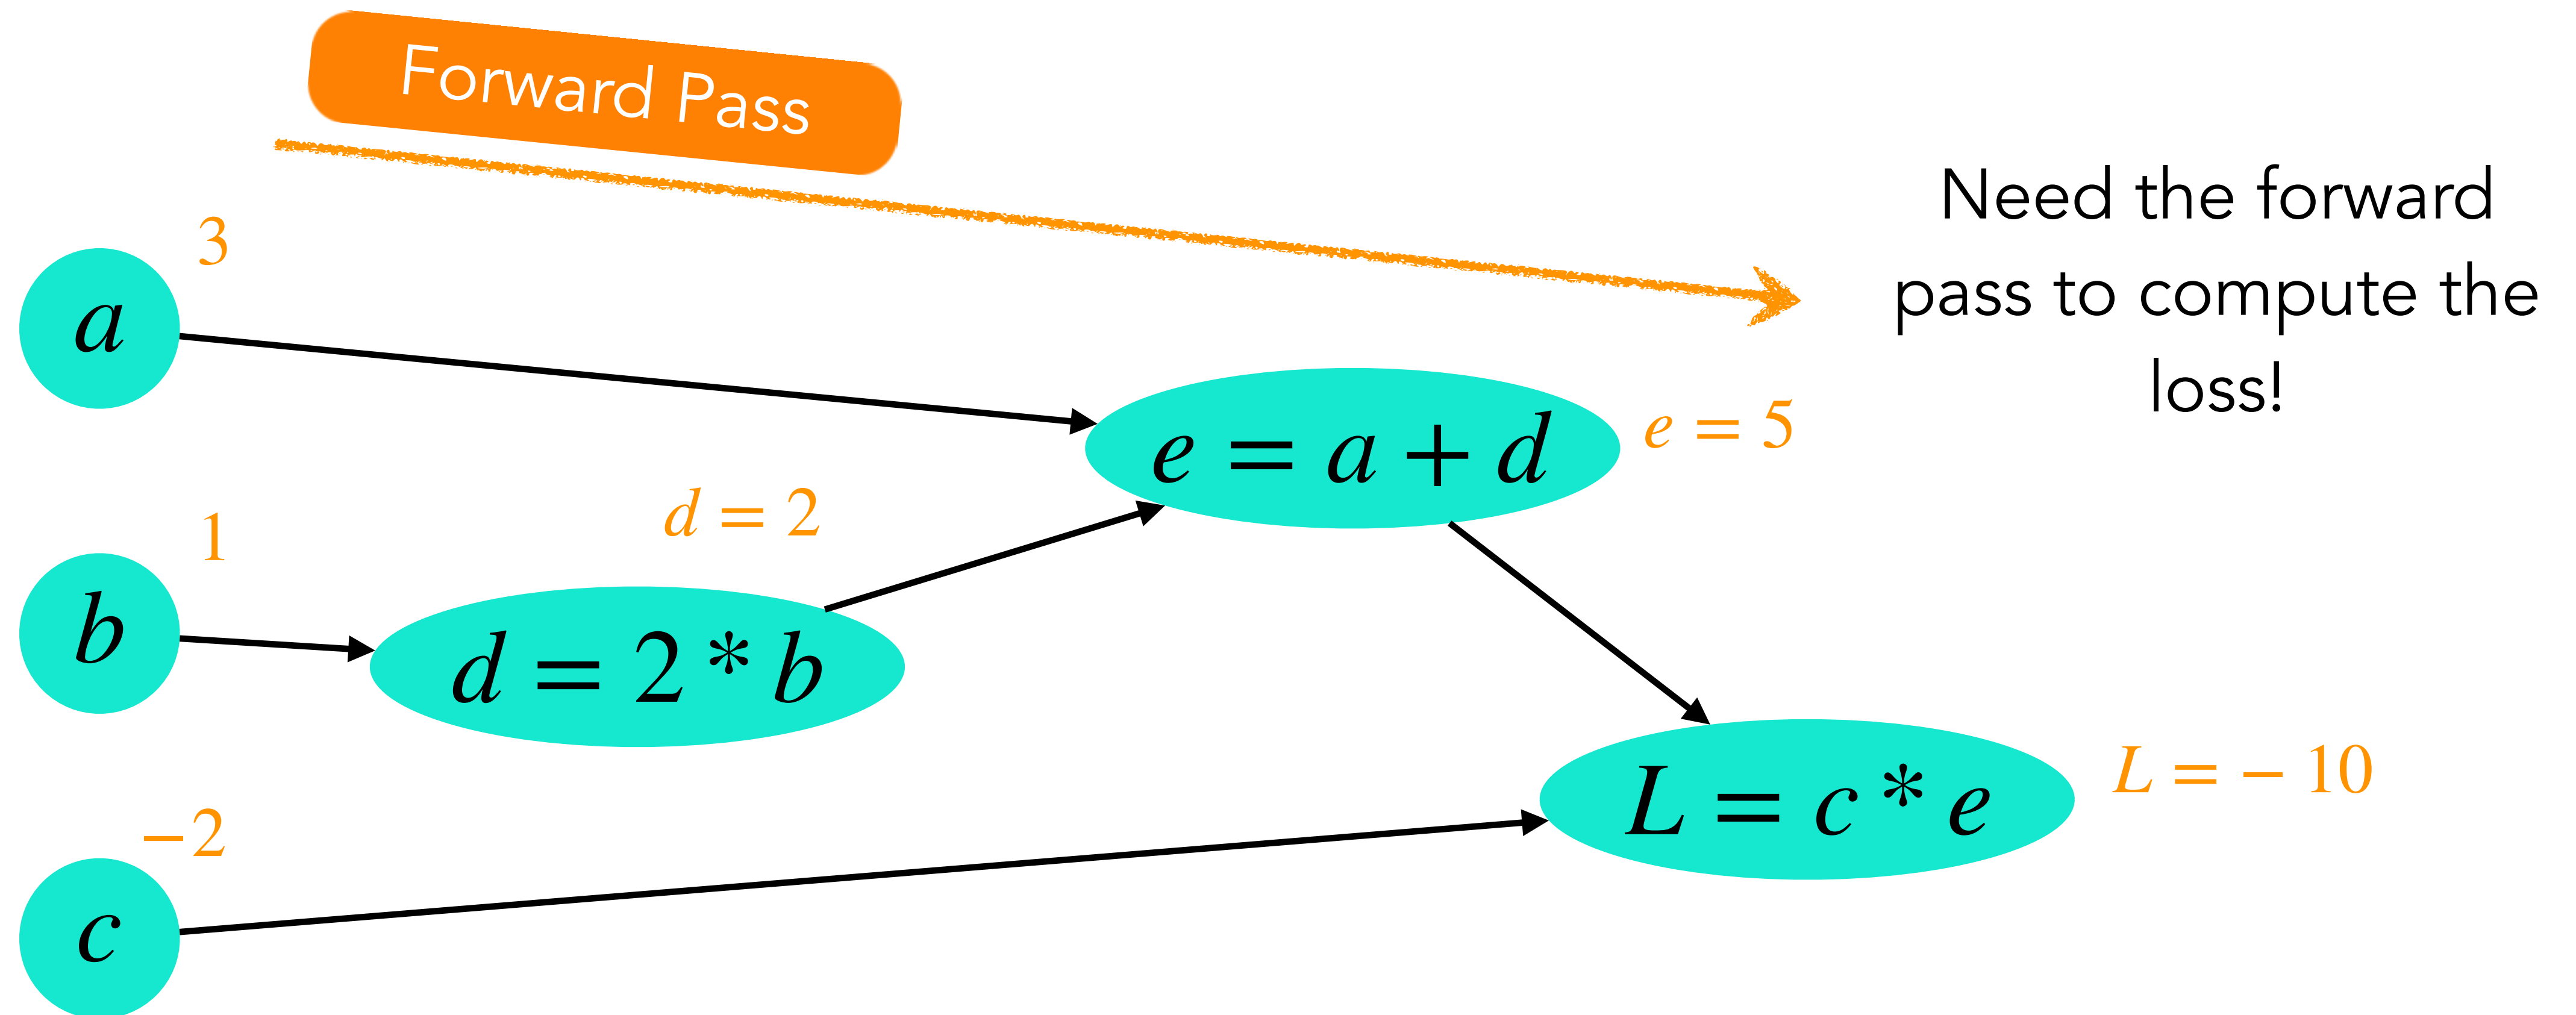 Forward Pass
Need the forward
pass to compute the
loss!
3
a
e = a + d
e = 5
1
b
d = 2
d = 2 * b
L = c * e
L = − 10
−2
c